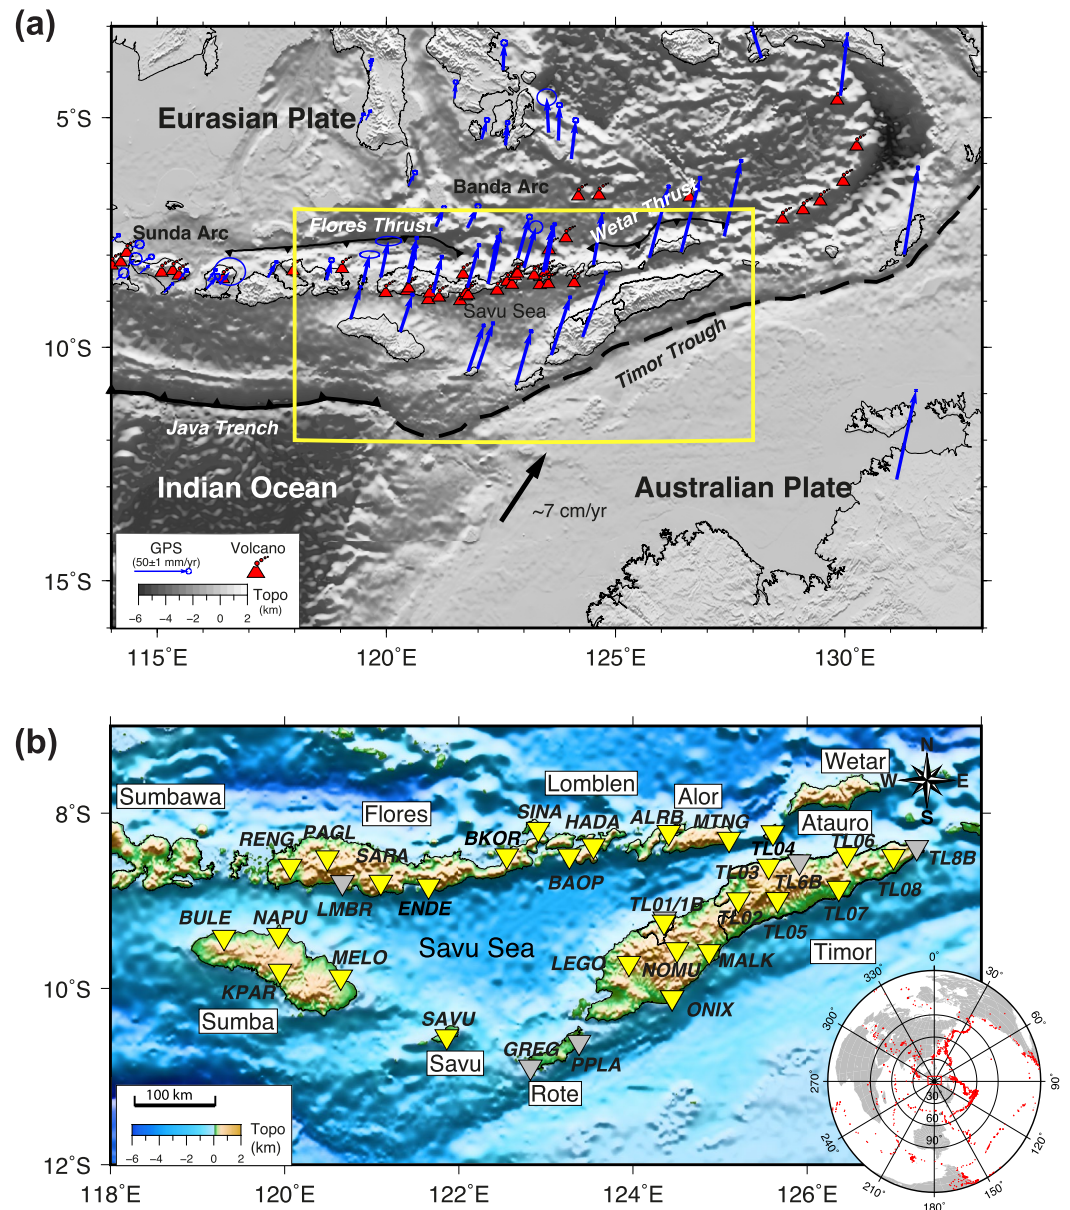 (a)
Eurasian Plate
5°S
Banda Arc
Wetar Thrust
Sunda Arc
Flores Thrust
Savu Sea
10°S
Timor Trough
Java Trench
Indian Ocean
Australian Plate
~7 cm/yr
GPS
Volcano
(50±1 mm/yr)
Topo
(km)
−6 −4 −2 0 2
15°S
115°E 120°E 125°E 130°E
(b)
N
Wetar
W E
S
Lomblen
Sumbawa
Alor
8°S
Flores
SINA
HADA
ALRB
MTNG
Atauro
RENG
PAGL
BKOR
TL04
TL06
SARA
TL8B
BAOP
TL03
TL6B
TL08
LMBR
ENDE
TL01/1B
TL02
TL07
BULE
NAPU
TL05
Savu Sea
Timor
MELO
LEGO
NOMU
MALK
10°S
KPAR
ONIX
Sumba
SAVU
GREG
PPLA
Savu
Rote
100 km
Topo
(km)
−6 −4 −2 0 2
12°S
118°E 120°E 122°E 124°E 126°E
0°
30°
60°
90°
120°
150°
180°
210°
240°
270°
300°
330°
30
60
90